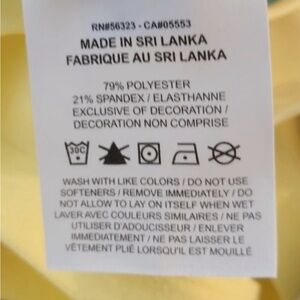 RN#56323 - CA#05553
MADE IN SRI LANKA
FABRIQUE AU SRI LANKA
79% POLYESTER
21% SPANDEX / ELASTHANNE
EXCLUSIVE OF DECORATION /
DECORATION NON COMPRISE
30C
WASH WITH LIKE COLORS / DO NOT USE
SOFTENERS / REMOVE IMMEDIATELY / DO
NOT ALLOW TO LAY ON ITSELF WHEN WET
LAVER AVEC COULEURS SIMILAIRES / NE PAS
UTILISER D'ADOUCISSEUR / ENLEVER
IMMEDIATEMENT / NE PAS LAISSER LE
VÊTEMENT PLIÉ LORSQU'IL EST MOUILLÉ